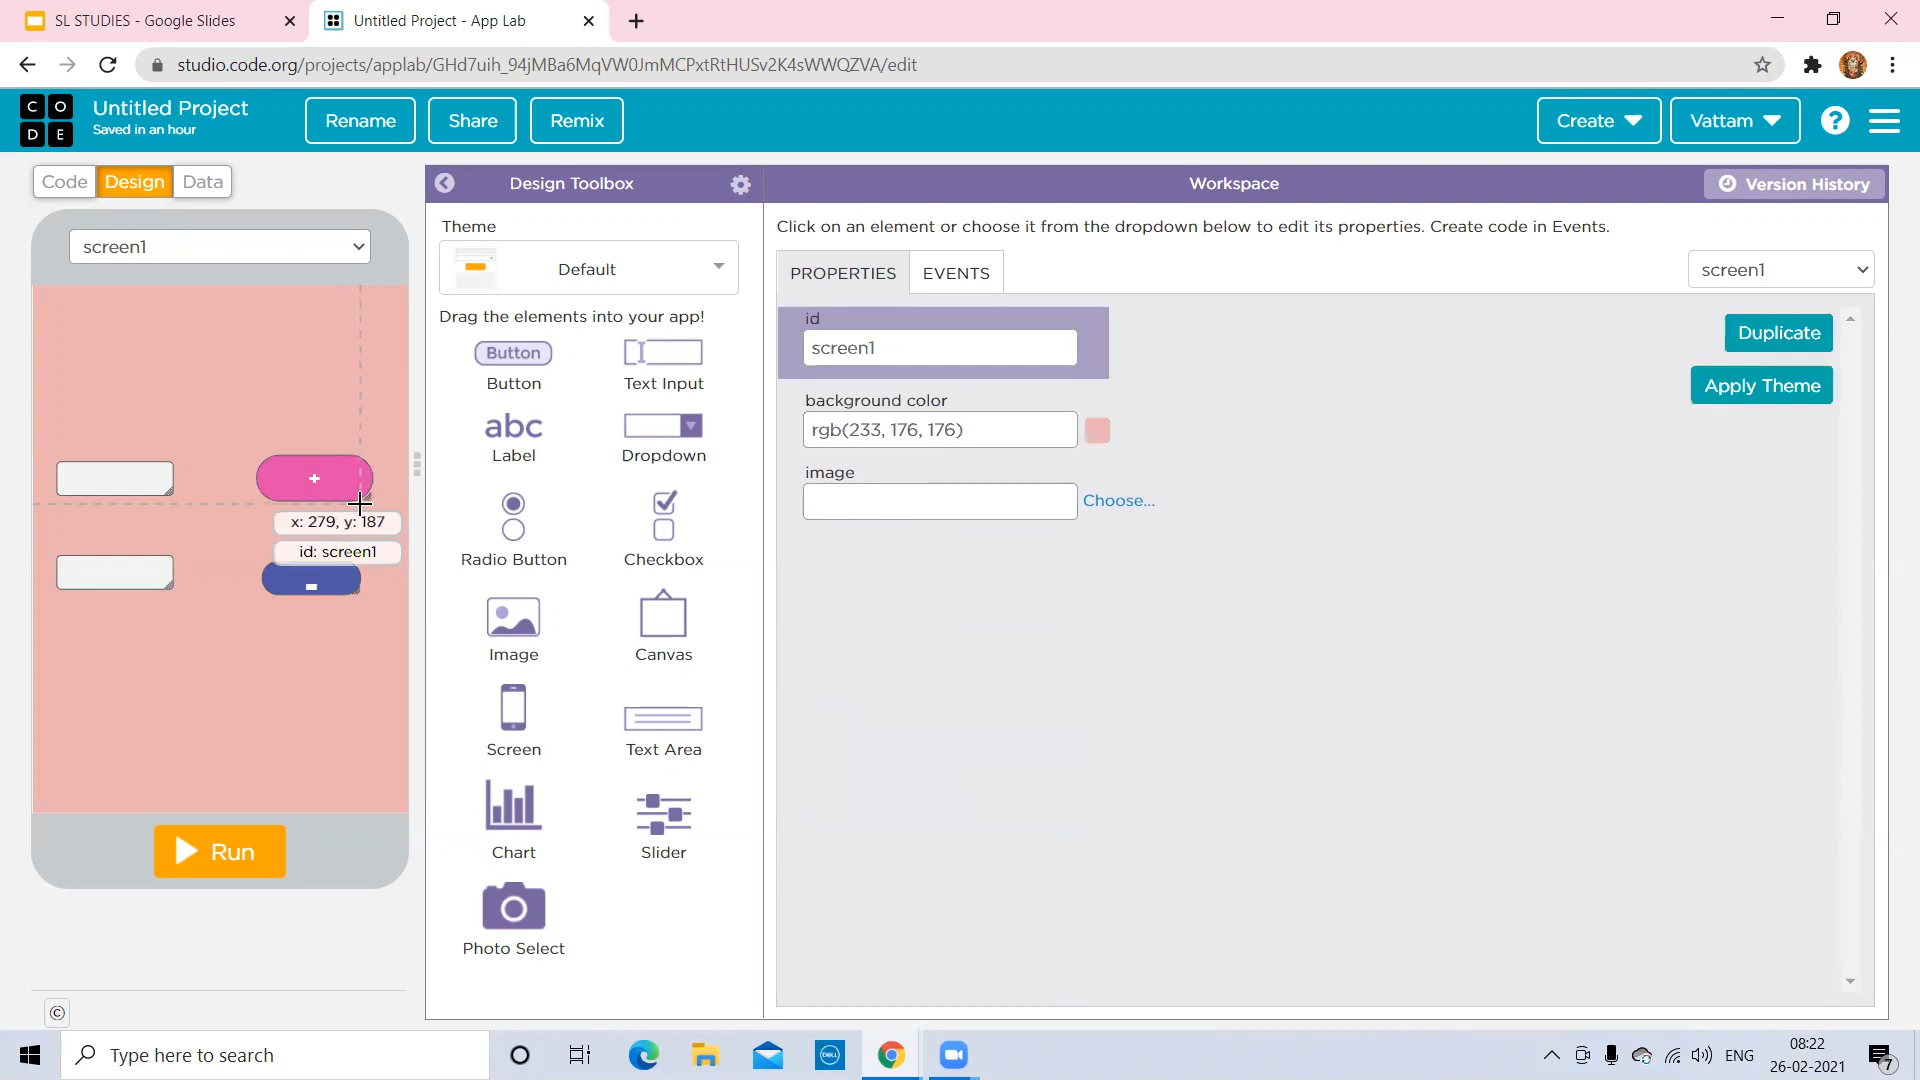 SL STUDIES - Google Slides
Untitled Project - App Lab
studio.code.org/projects/applab/GHd7uih_94jMBa6MqVW0JmMCPxtRtHUSv2K4sWWQZVA/edit
C O D E
Untitled Project
Saved in an hour
Rename
Share
Remix
Create
Vattam
?
Code
Design
Data
Design Toolbox
Workspace
Version History
screen1
Theme
Default
Click on an element or choose it from the dropdown below to edit its properties. Create code in Events.
PROPERTIES
EVENTS
screen1
Drag the elements into your app!
Button
Button
Text Input
abc
Label
Dropdown
Radio Button
Checkbox
Image
Canvas
Screen
Text Area
Chart
Slider
Photo Select
id
screen1
Duplicate
Apply Theme
background color
rgb(233, 176, 176)
image
Choose...
+
x: 279, y: 187
id: screen1
-
Run
©
Type here to search
DELL
ENG
08:22
26-02-2021
7